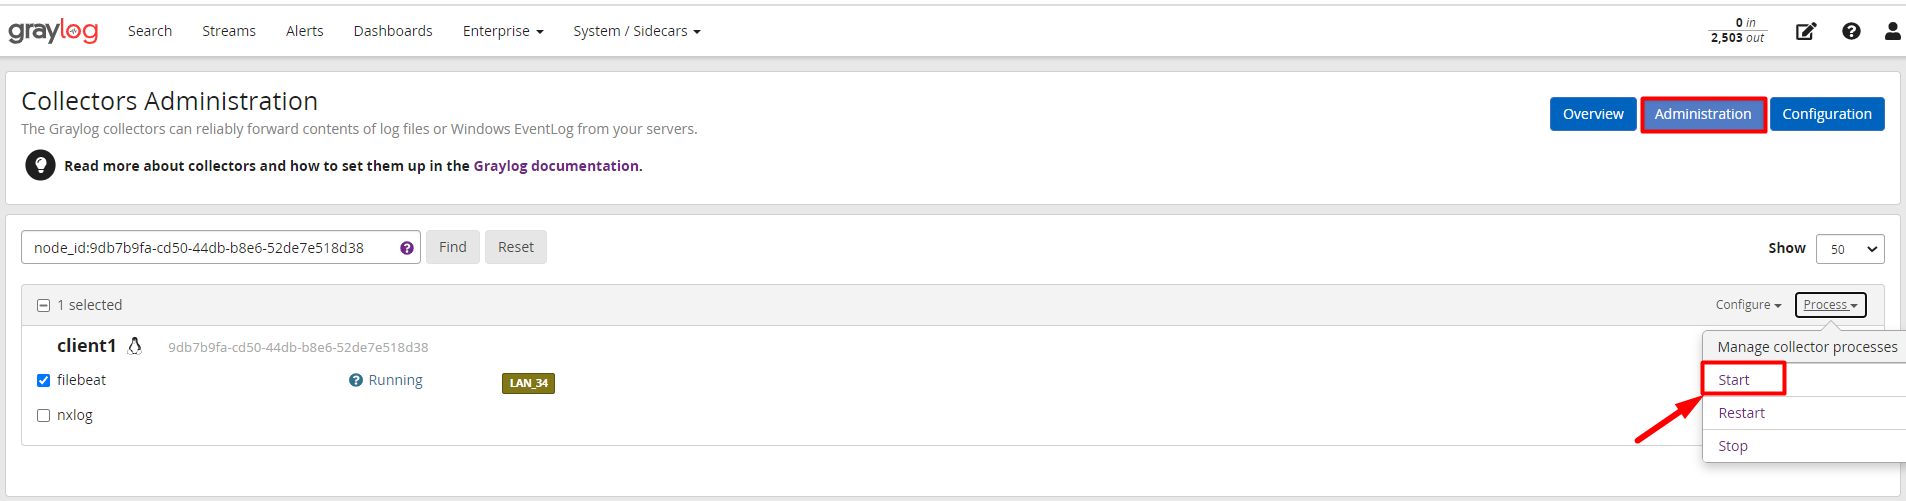 graylog Search Streams Alerts Dashboards Enterprise System / Sidecars 0 in
2,503 out
Collectors Administration
The Graylog collectors can reliably forward contents of log files or Windows EventLog from your servers.
Overview Administration Configuration
Read more about collectors and how to set them up in the Graylog documentation.
node_id:9db7b9fa-cd50-44db-b8e6-52de7e518d38 Find Reset Show 50
1 selected Configure Process
client1 9db7b9fa-cd50-44db-b8e6-52de7e518d38
Manage collector processes
filebeat Running LAN_34 Start
nxlog Restart
Stop